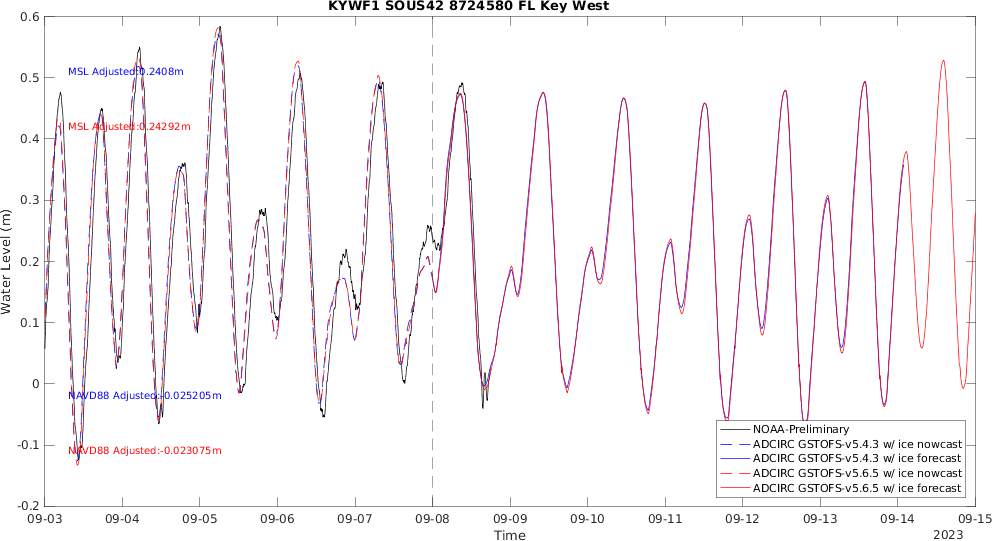 KYWF1 SOUS42 8724580 FL Key West
0.6
0.5
0.4
0.3
0.2
0.1
0
-0.1
-0.2
Water Level (m)
MSL Adjusted:0.2408m
MSL Adjusted:0.24292m
NAVD88 Adjusted:-0.025205m
NAVD88 Adjusted:-0.023075m
NOAA-Preliminary
ADCIRC GSTOFS-v5.4.3 w/ ice nowcast
ADCIRC GSTOFS-v5.4.3 w/ ice forecast
ADCIRC GSTOFS-v5.6.5 w/ ice nowcast
ADCIRC GSTOFS-v5.6.5 w/ ice forecast
09-03 09-04 09-05 09-06 09-07 09-08 09-09 09-10 09-11 09-12 09-13 09-14 09-15
Time
2023